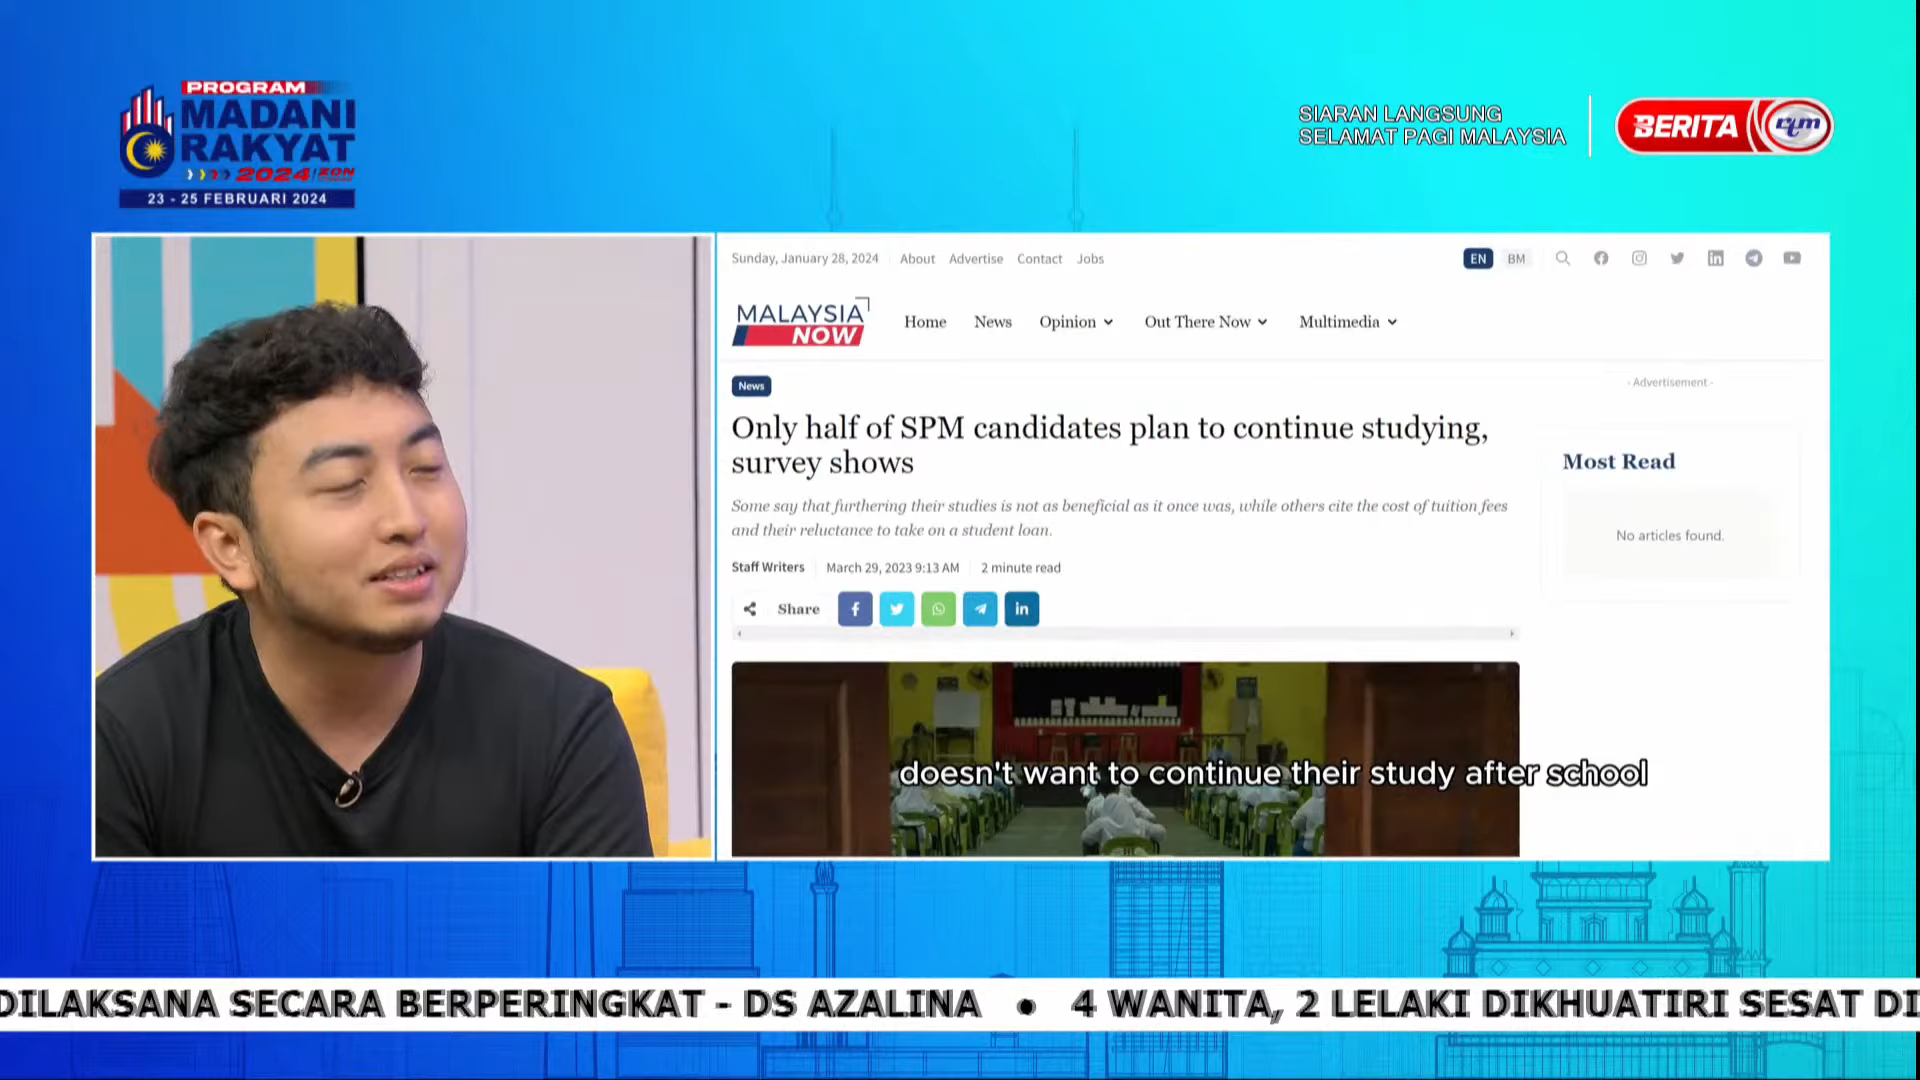 PROGRAM
MADANI
RAKYAT
2024 ZON
23 - 25 FEBRUARI 2024
SIARAN LANGSUNG
SELAMAT PAGI MALAYSIA
BERITA rtm
Sunday, January 28, 2024 About Advertise Contact Jobs
EN BM
MALAYSIA
NOW
Home News Opinion Out There Now Multimedia
News
- Advertisement -
Only half of SPM candidates plan to continue studying,
survey shows
Some say that furthering their studies is not as beneficial as it once was, while others cite the cost of tuition fees
and their reluctance to take on a student loan.
Staff Writers March 29, 2023 9:13 AM 2 minute read
Share
Most Read
No articles found.
doesn't want to continue their study after school
DILAKSANA SECARA BERPERINGKAT - DS AZALINA • 4 WANITA, 2 LELAKI DIKHUATIRI SESAT DI